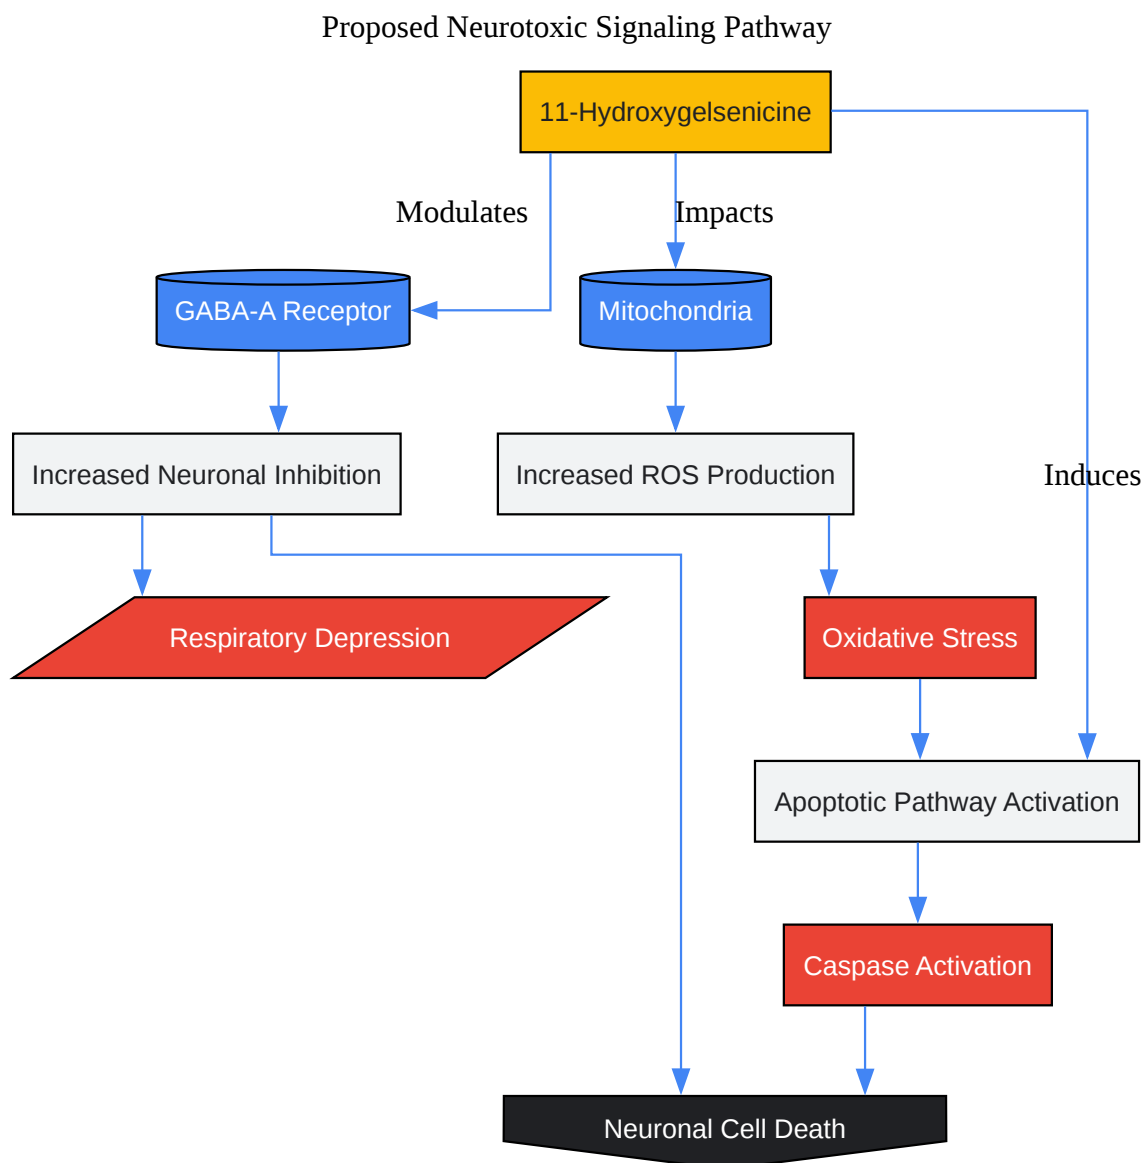 Proposed Neurotoxic Signaling Pathway
11-Hydroxygelsenicine
Modulates
Impacts
GABA-A Receptor
Mitochondria
Increased Neuronal Inhibition
Increased ROS Production
Induces
Respiratory Depression
Oxidative Stress
Apoptotic Pathway Activation
Caspase Activation
Neuronal Cell Death